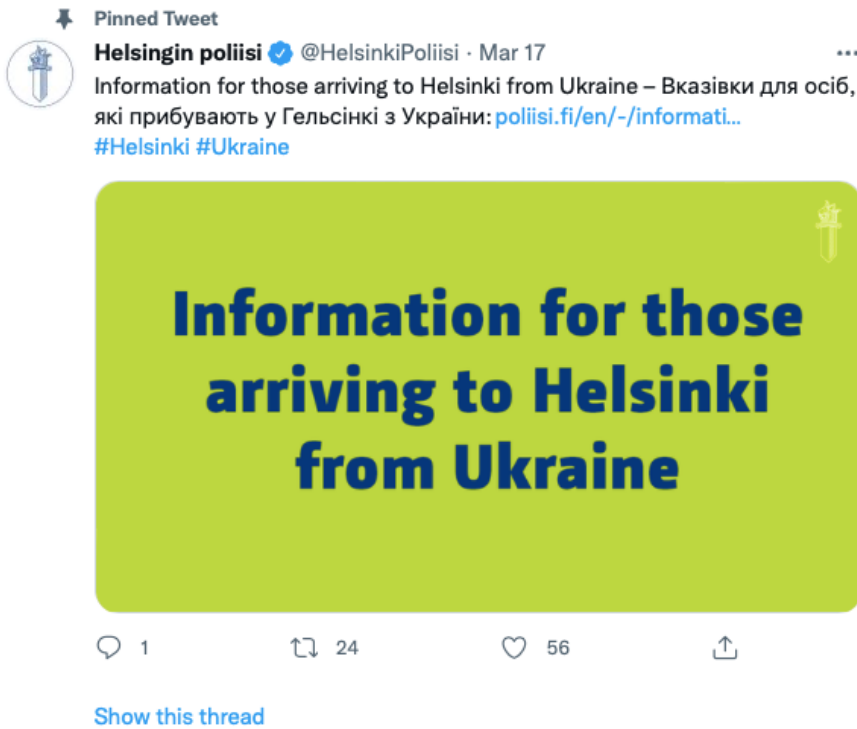 Pinned Tweet
Helsingin poliisi @HelsinkiPoliisi · Mar 17
Information for those arriving to Helsinki from Ukraine – Вказівки для осіб,
які прибувають у Гельсінкі з України: poliisi.fi/en/-/informati...
#Helsinki #Ukraine
Information for those
arriving to Helsinki
from Ukraine
1 24 56
Show this thread